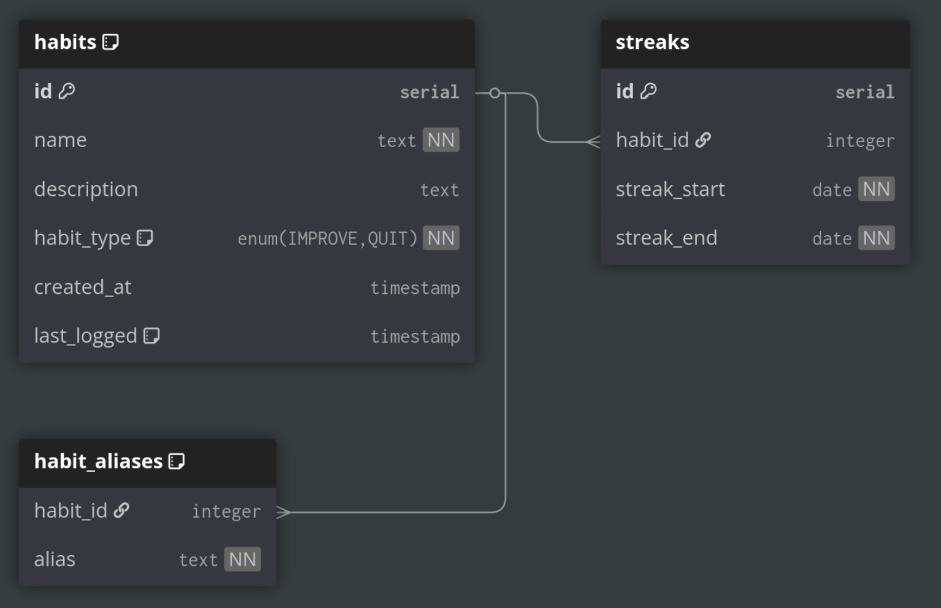 habits
id serial
name text NN
description text
habit_type enum(IMPROVE,QUIT) NN
created_at timestamp
last_logged timestamp
streaks
id serial
habit_id integer
streak_start date NN
streak_end date NN
habit_aliases
habit_id integer
alias text NN